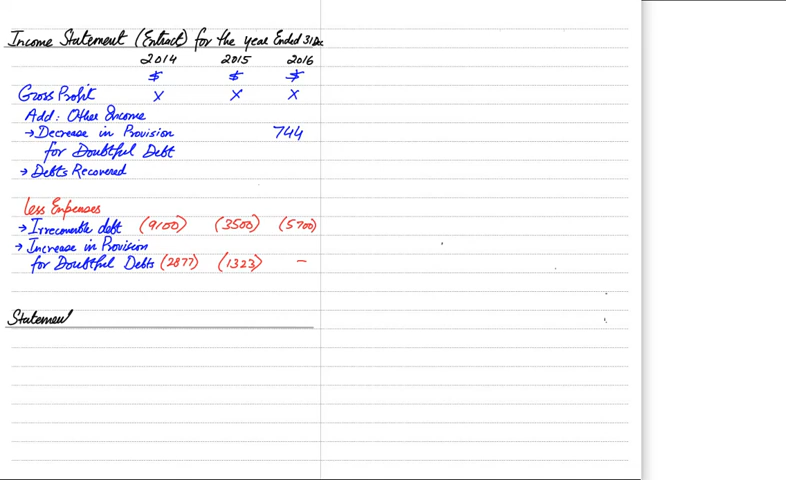 Income Statement (Extract) for the year Ended 31 Dec
2014 2015 2016
$ $ $
Gross Profit X X X
Add: Other Income
→ Decrease in Provision 744
for Doubtful Debt
→ Debts Recovered
less Expenses
→ Irrecoverable debt (9100) (3500) (5700)
→ Increase in Provision
for Doubtful Debts (2877) (1323) –
Statement